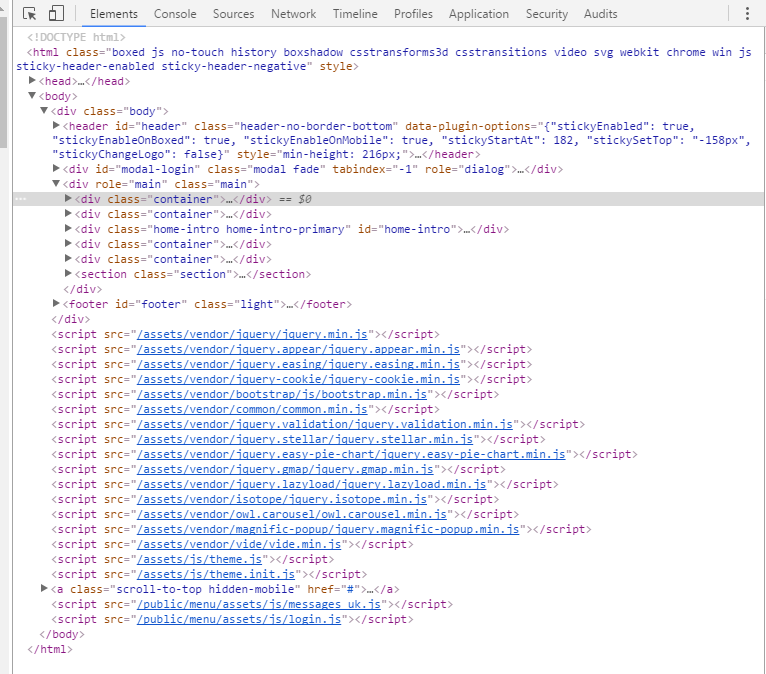 Elements Console Sources Network Timeline Profiles Application Security Audits
<!DOCTYPE html>
<html class="boxed js no-touch history boxshadow csstransforms3d csstransitions video svg webkit chrome win js
sticky-header-enabled sticky-header-negative" style>
<head>…</head>
<body>
<div class="body">
<header id="header" class="header-no-border-bottom" data-plugin-options="{"stickyEnabled": true,
"stickyEnableOnBoxed": true, "stickyEnableOnMobile": true, "stickyStartAt": 182, "stickySetTop": "-158px",
"stickyChangeLogo": false}" style="min-height: 216px;">…</header>
<div id="modal-login" class="modal fade" tabindex="-1" role="dialog">…</div>
<div role="main" class="main">
<div class="container">…</div> == $0
<div class="container">…</div>
<div class="home-intro home-intro-primary" id="home-intro">…</div>
<div class="container">…</div>
<div class="container">…</div>
<section class="section">…</section>
</div>
<footer id="footer" class="light">…</footer>
</div>
<script src="/assets/vendor/jquery/jquery.min.js"></script>
<script src="/assets/vendor/jquery.appear/jquery.appear.min.js"></script>
<script src="/assets/vendor/jquery.easing/jquery.easing.min.js"></script>
<script src="/assets/vendor/jquery-cookie/jquery-cookie.min.js"></script>
<script src="/assets/vendor/bootstrap/js/bootstrap.min.js"></script>
<script src="/assets/vendor/common/common.min.js"></script>
<script src="/assets/vendor/jquery.validation/jquery.validation.min.js"></script>
<script src="/assets/vendor/jquery.stellar/jquery.stellar.min.js"></script>
<script src="/assets/vendor/jquery.easy-pie-chart/jquery.easy-pie-chart.min.js"></script>
<script src="/assets/vendor/jquery.gmap/jquery.gmap.min.js"></script>
<script src="/assets/vendor/jquery.lazyload/jquery.lazyload.min.js"></script>
<script src="/assets/vendor/isotope/jquery.isotope.min.js"></script>
<script src="/assets/vendor/owl.carousel/owl.carousel.min.js"></script>
<script src="/assets/vendor/magnific-popup/jquery.magnific-popup.min.js"></script>
<script src="/assets/vendor/vide/vide.min.js"></script>
<script src="/assets/js/theme.js"></script>
<script src="/assets/js/theme.init.js"></script>
<a class="scroll-to-top hidden-mobile" href="#">…</a>
<script src="/public/menu/assets/js/messages_uk.js"></script>
<script src="/public/menu/assets/js/login.js"></script>
</body>
</html>